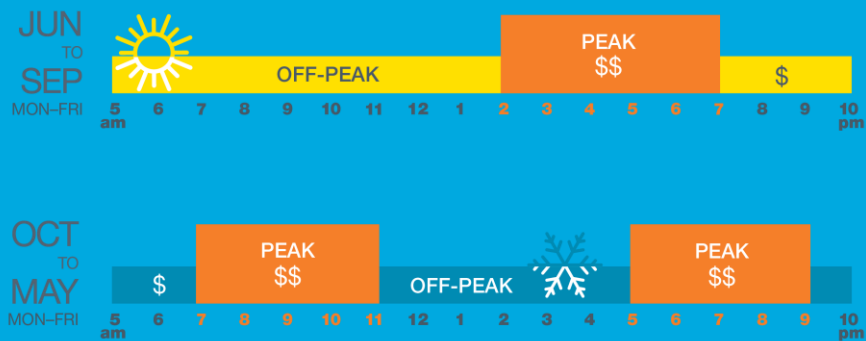 JUN
TO
SEP
MON–FRI
PEAK
$$
OFF-PEAK
$
5 6 7 8 9 10 11 12 1 2 3 4 5 6 7 8 9 10
am pm
OCT
TO
MAY
MON–FRI
$
PEAK
$$
OFF-PEAK
PEAK
$$
5 6 7 8 9 10 11 12 1 2 3 4 5 6 7 8 9 10
am pm